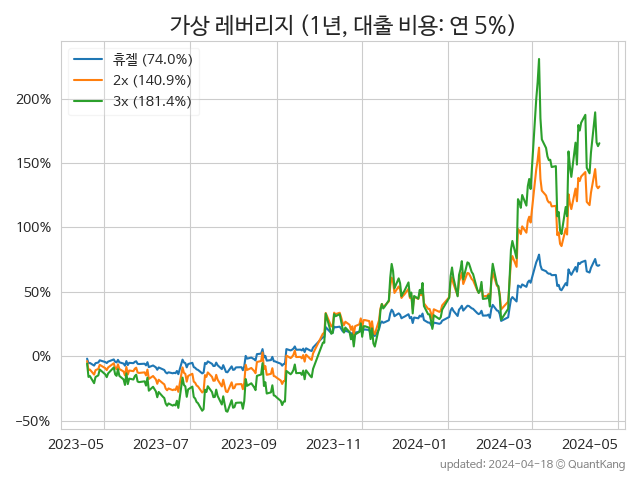 가상 레버리지 (1년, 대출 비용: 연 5%)
휴젤 (74.0%)
2x (140.9%)
3x (181.4%)
200%
150%
100%
50%
0%
−50%
2023-05 2023-07 2023-09 2023-11 2024-01 2024-03 2024-05
updated: 2024-04-18 © QuantKang